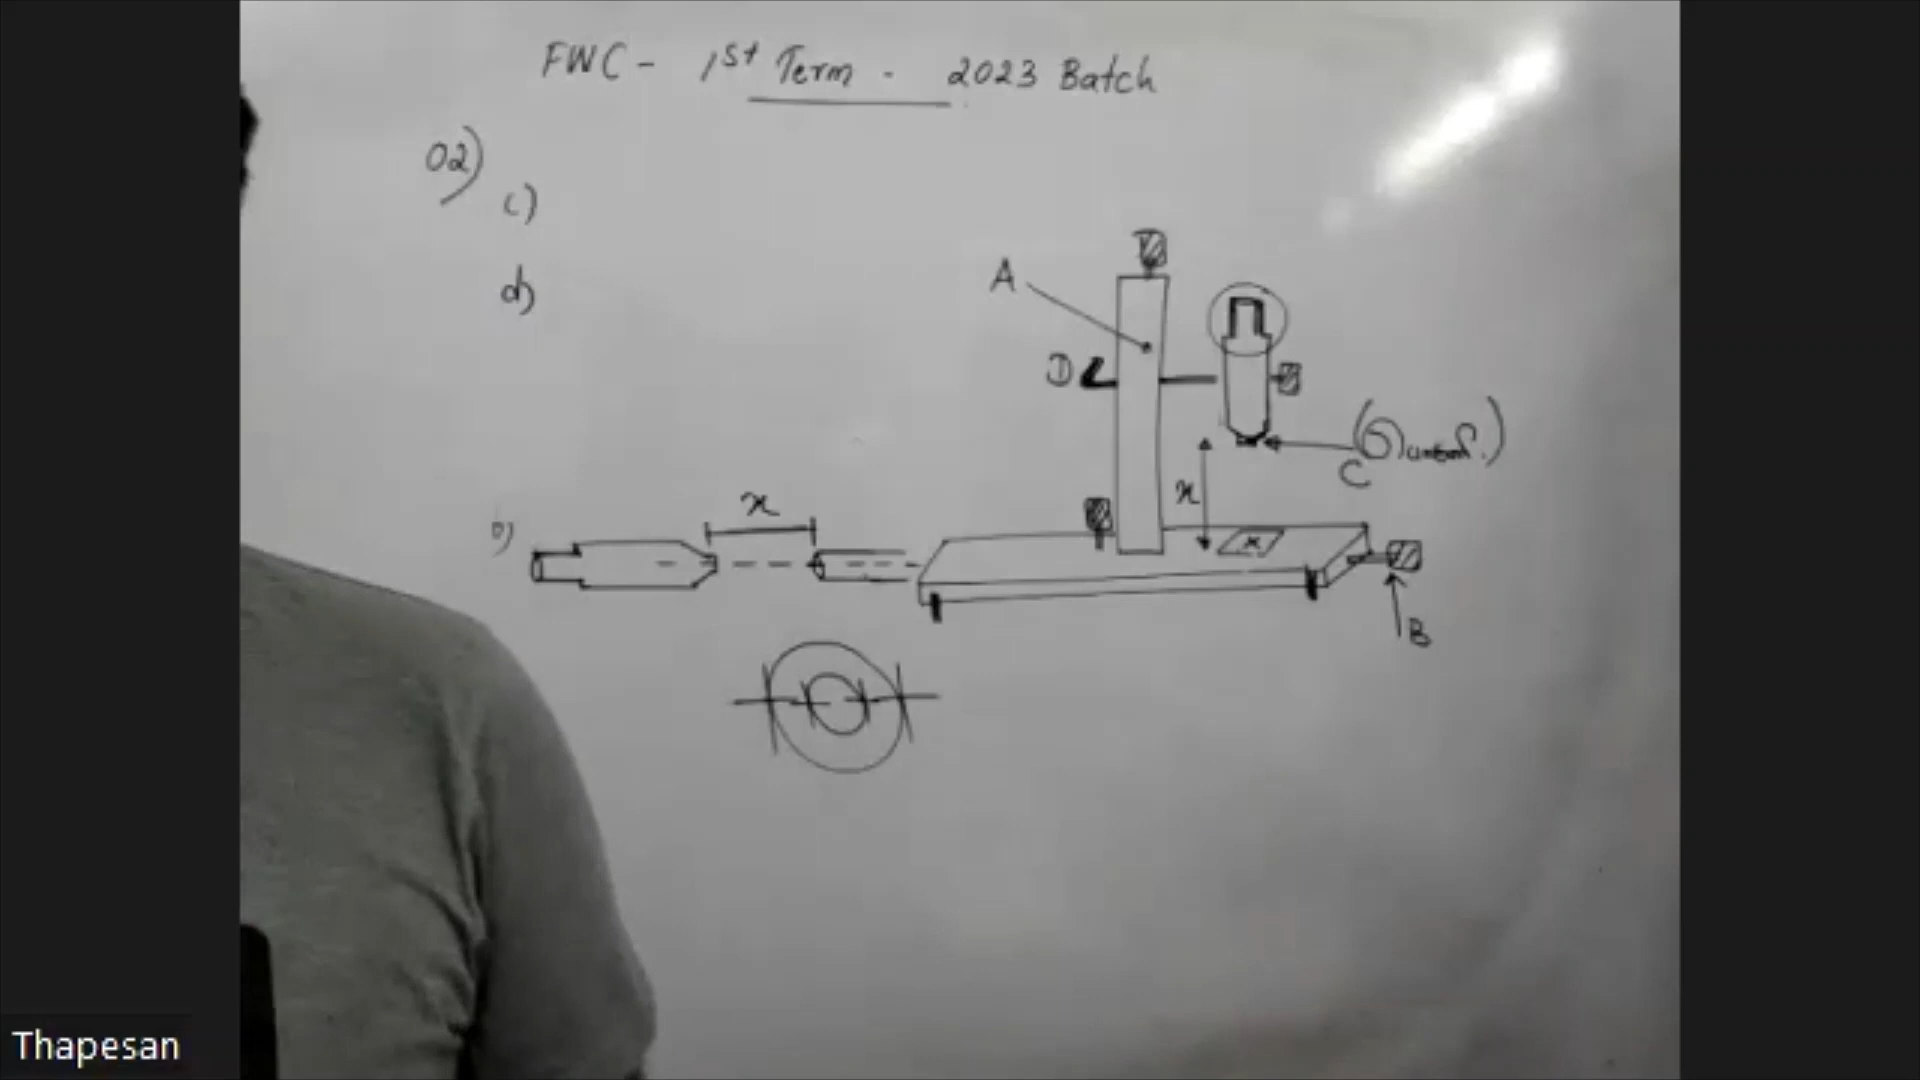 FWC - 1st Term - 2023 Batch
02)
c)
d)
A
D
C
x
x
x
B
Thapesan